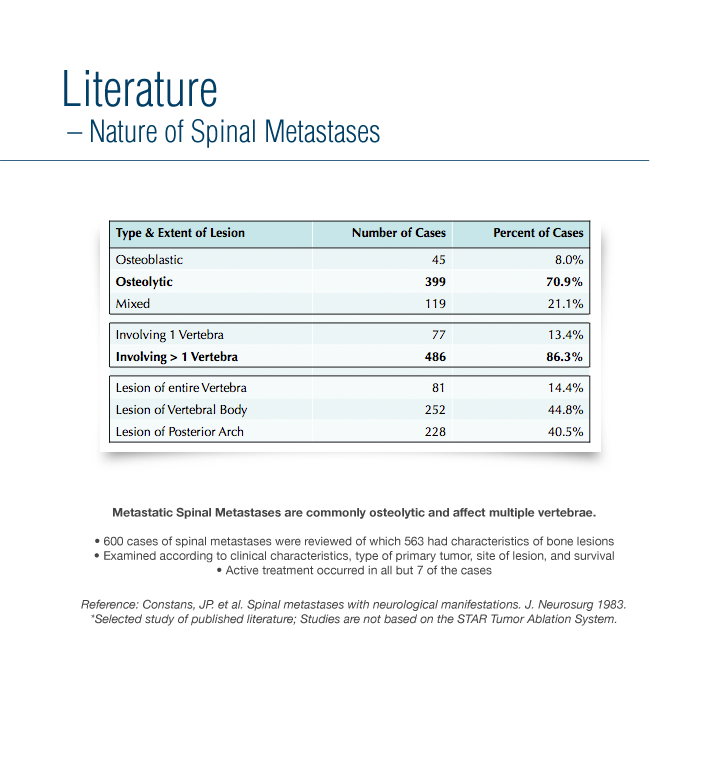 Literature
– Nature of Spinal Metastases
Type & Extent of Lesion Number of Cases Percent of Cases
Osteoblastic 45 8.0%
Osteolytic 399 70.9%
Mixed 119 21.1%
Involving 1 Vertebra 77 13.4%
Involving > 1 Vertebra 486 86.3%
Lesion of entire Vertebra 81 14.4%
Lesion of Vertebral Body 252 44.8%
Lesion of Posterior Arch 228 40.5%
Metastatic Spinal Metastases are commonly osteolytic and affect multiple vertebrae.
• 600 cases of spinal metastases were reviewed of which 563 had characteristics of bone lesions
• Examined according to clinical characteristics, type of primary tumor, site of lesion, and survival
• Active treatment occurred in all but 7 of the cases
Reference: Constans, JP. et al. Spinal metastases with neurological manifestations. J. Neurosurg 1983.
*Selected study of published literature; Studies are not based on the STAR Tumor Ablation System.